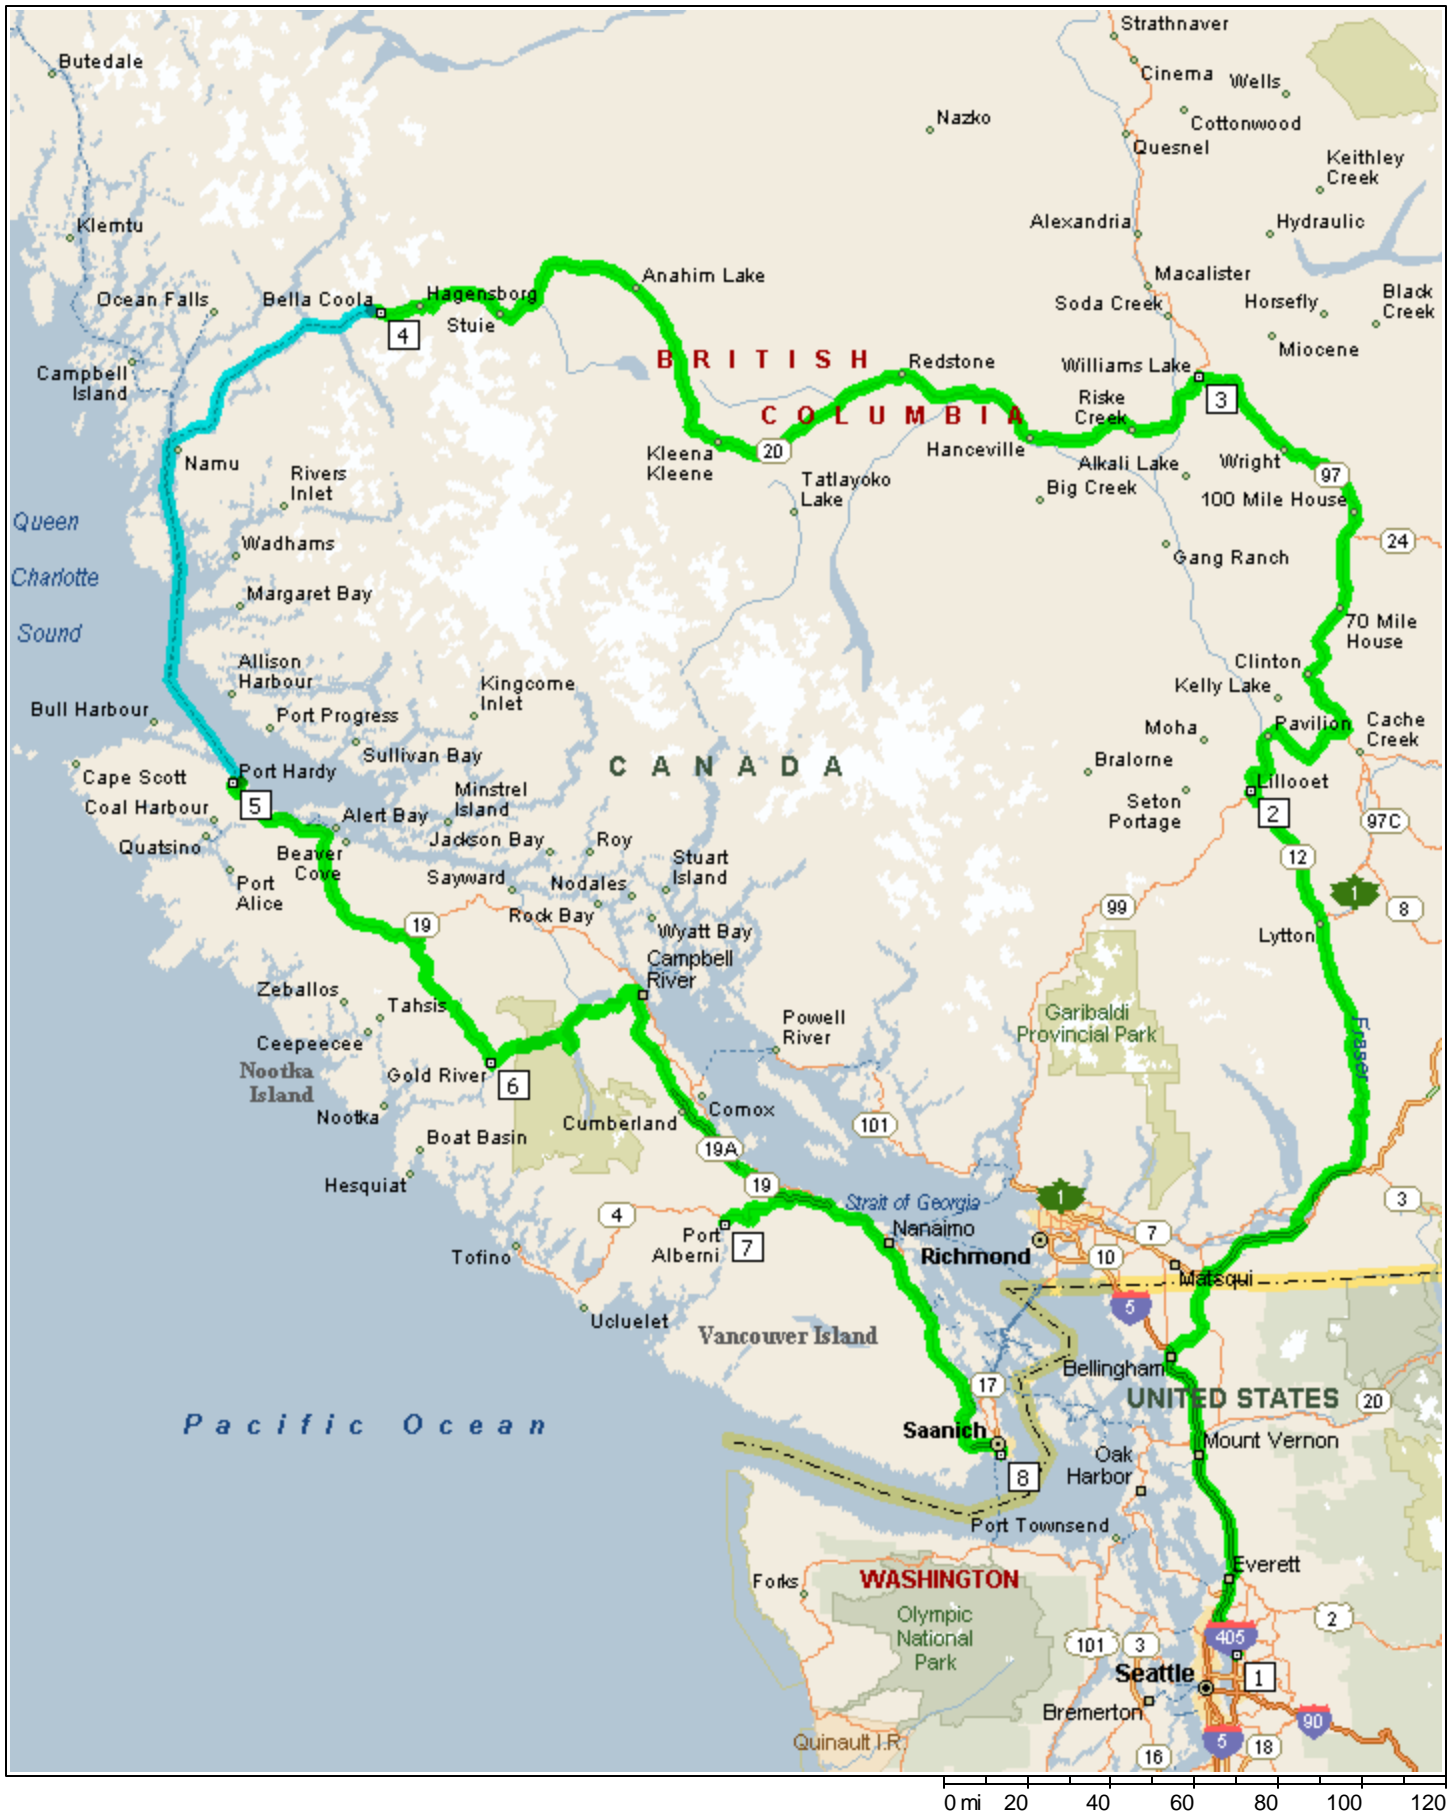 Strathnaver
Butedale
Cinema
Wells
Nazko
Cottonwood
Quesnel
Keithley
Creek
Klemtu
Alexandria
Hydraulic
Anahim Lake
Macalister
Ocean Falls
Bella Coola
Hagensborg
Soda Creek
Horsefly
Black
Creek
4
Stuie
Miocene
Campbell
Island
BRITISH
Redstone
Williams Lake
3
COLUMBIA
Riske
Creek
Namu
Kleena
Kleene
20
Hanceville
Alkali Lake
Wright
97
Rivers
Inlet
Tatlayoko
Lake
Big Creek
100 Mile House
Queen
Charlotte
Sound
Wadhams
Gang Ranch
24
Margaret Bay
70 Mile
House
Allison
Harbour
Clinton
Kingcome
Inlet
Kelly Lake
Bull Harbour
Port Progress
Moha
Pavilion
Cache
Creek
Sullivan Bay
CANADA
Bralorne
Cape Scott
Port Hardy
Lillooet
5
Minstrel
Island
Seton
Portage
2
Coal Harbour
Alert Bay
97C
Quatsino
Beaver
Cove
Jackson Bay
Roy
12
Port
Alice
Sayward
Nodales
Stuart
Island
1
8
19
Rock Bay
99
Wyatt Bay
Lytton
Campbell
River
Zeballos
Tahsis
Powell
River
Garibaldi
Provincial Park
Fraser
Ceepeecee
Nootka
Island
Gold River
6
Nootka
Cumberland
Comox
101
Boat Basin
19A
Hesquiat
19
Strait of Georgia
1
3
4
Port
Alberni
7
Nanaimo
Richmond
7
10
Tofino
Matsqui
5
Ucluelet
Vancouver Island
Bellingham
17
UNITED STATES
20
Pacific Ocean
Saanich
8
Oak
Harbor
Mount Vernon
Port Townsend
Everett
Forks
WASHINGTON
Olympic
National
Park
2
101
3
405
Seattle
1
Bremerton
90
Quinault I.R.
16
5
18
0 mi 20 40 60 80 100 120